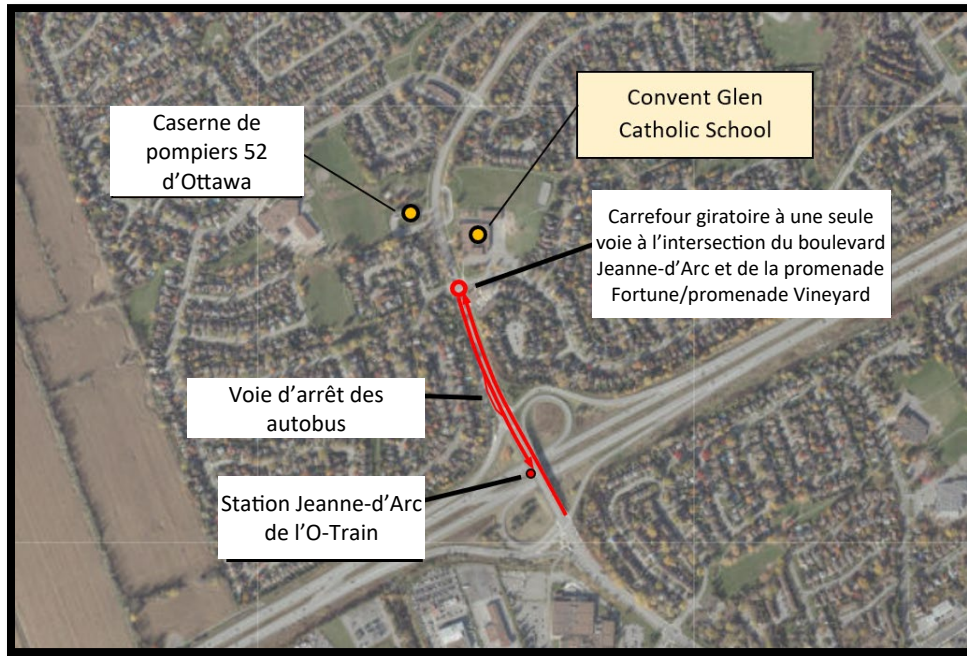 Caserne de
pompiers 52
d’Ottawa
Convent Glen
Catholic School
Carrefour giratoire à une seule
voie à l’intersection du boulevard
Jeanne-d’Arc et de la promenade
Fortune/promenade Vineyard
Voie d’arrêt des
autobus
Station Jeanne-d’Arc
de l’O-Train